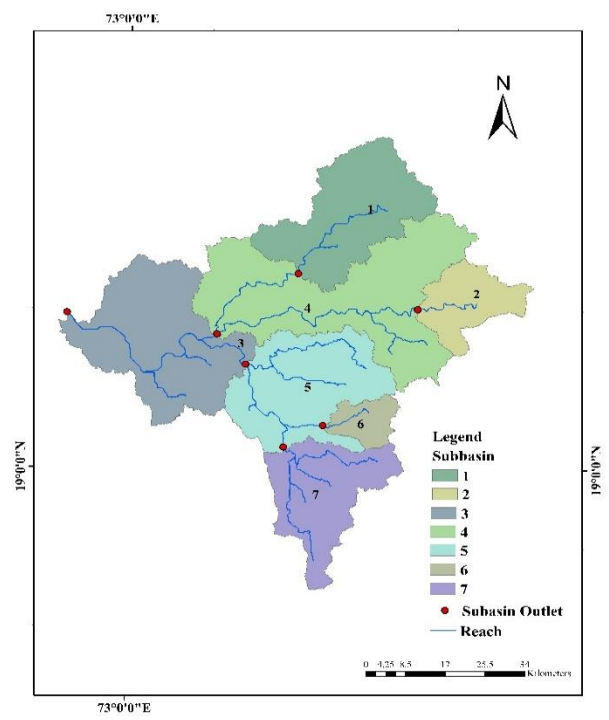 73°0'0"E
N
1
2
4
3
5
6
7
19°0'0"N
19°0'0"N
Legend
Subbasin
1
2
3
4
5
6
7
Subasin Outlet
Reach
0 4.25 8.5 17 25.5 34
Kilometers
73°0'0"E